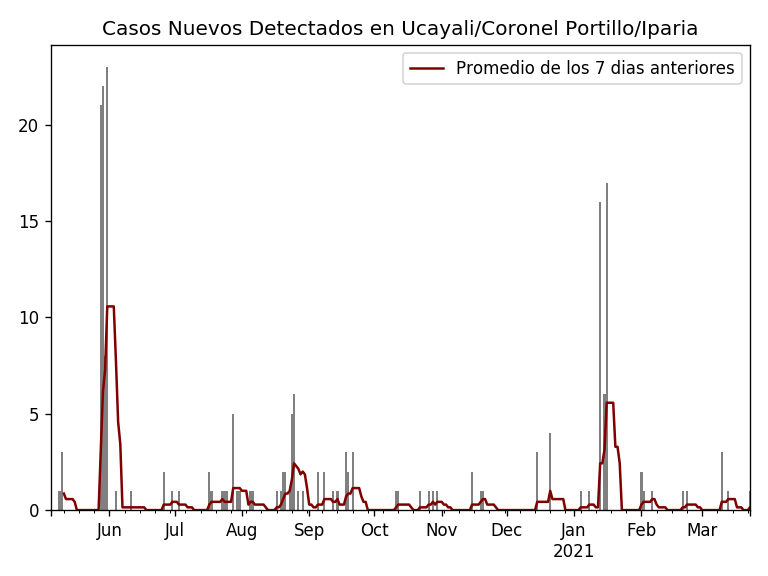 Casos Nuevos Detectados en Ucayali/Coronel Portillo/Iparia
Promedio de los 7 dias anteriores
20
15
10
5
0
Jun Jul Aug Sep Oct Nov Dec Jan Feb Mar
2021